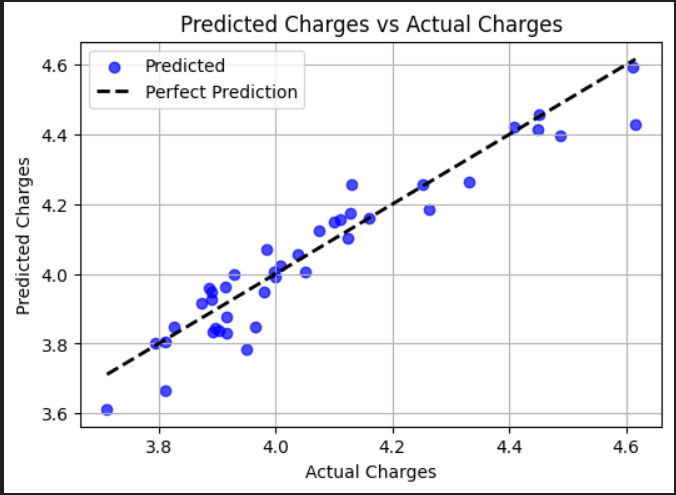 Predicted Charges vs Actual Charges
Predicted
Perfect Prediction
4.6
4.4
4.2
4.0
3.8
3.6
Predicted Charges
3.8 4.0 4.2 4.4 4.6
Actual Charges